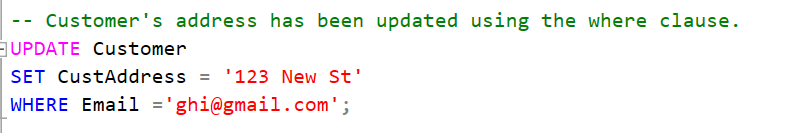 -- Customer's address has been updated using the where clause.
UPDATE Customer
SET CustAddress = '123 New St'
WHERE Email ='ghi@gmail.com';